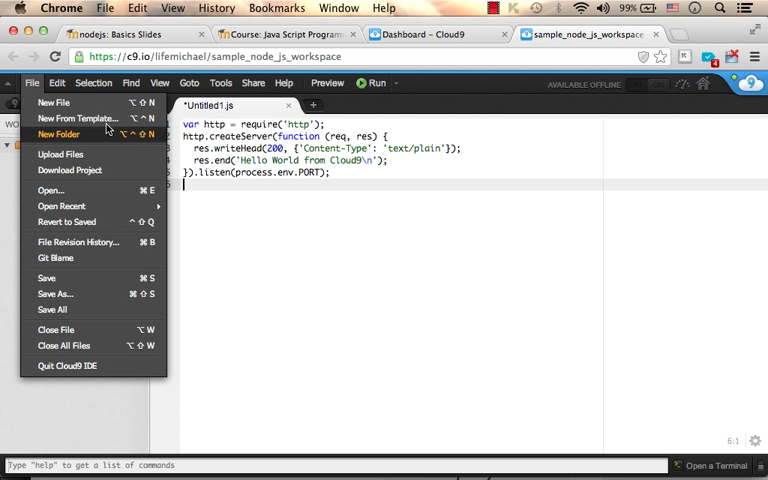 Chrome File Edit View History Bookmarks Window Help 99%
nodejs: Basics Slides × Course: Java Script Programm × Dashboard - Cloud9 × sample_node_js_workspace ×
https://c9.io/lifemichael/sample_node_js_workspace 4
File Edit Selection Find View Goto Tools Share Help Preview Run AVAILABLE OFFLINE OFF ON
*Untitled1.js × +
New File ⌥⇧N
New From Template... ⌥^N
New Folder ⌥^⇧N
Upload Files
Download Project
Open... ⌘E
Open Recent
Revert to Saved ^⇧Q
File Revision History... ⌘B
Git Blame
Save ⌘S
Save As... ⌘⇧S
Save All
Close File ⌥W
Close All Files ⌥⇧W
Quit Cloud9 IDE
WO
var http = require('http');
http.createServer(function (req, res) {
res.writeHead(200, {'Content-Type': 'text/plain'});
res.end('Hello World from Cloud9\n');
}).listen(process.env.PORT);
6:1
Type "help" to get a list of commands Open a Terminal